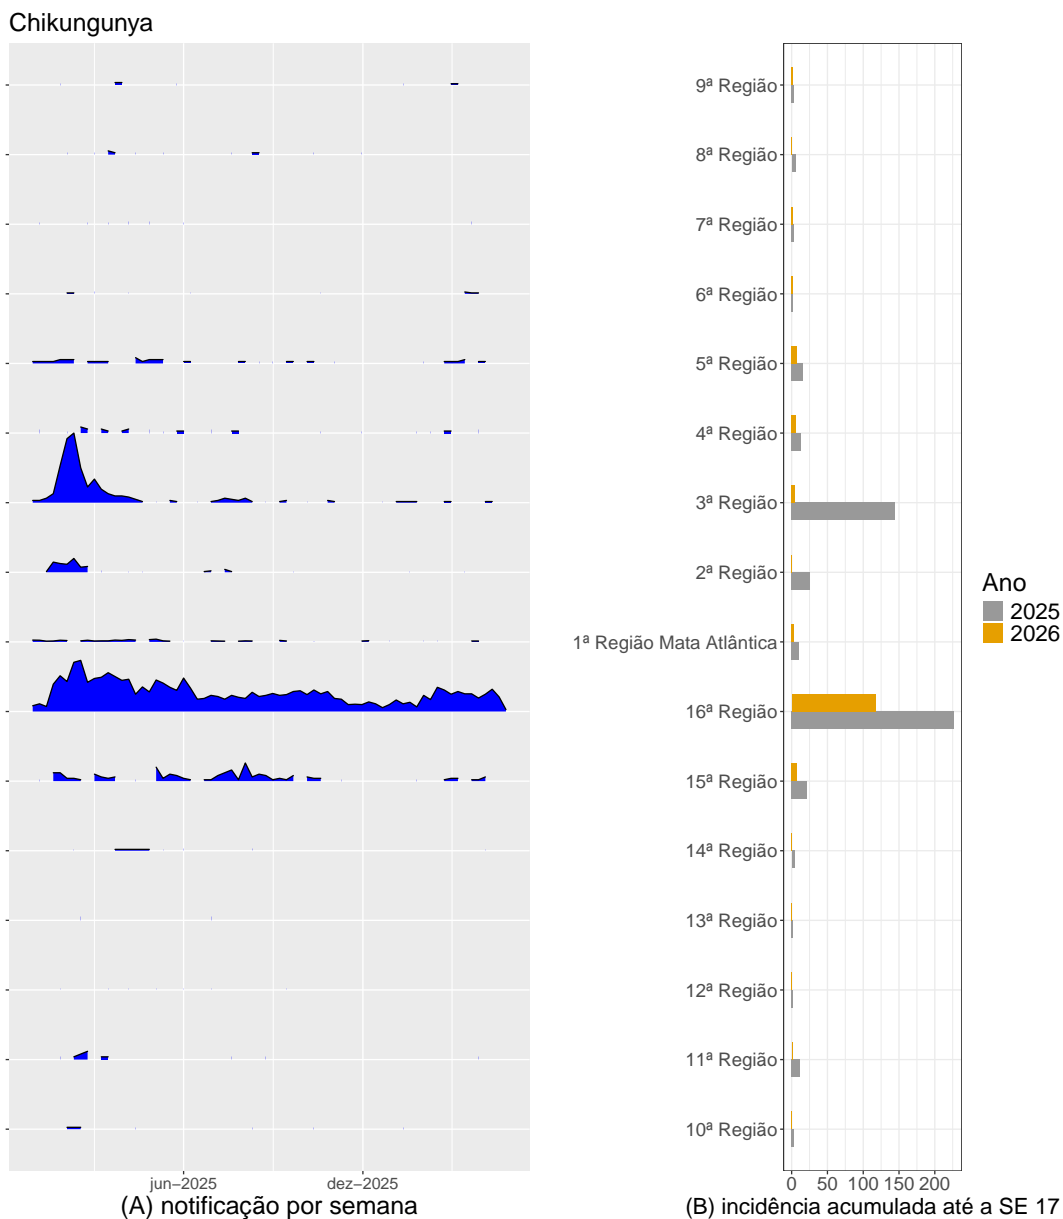 Chikungunya
9ª Região
8ª Região
7ª Região
6ª Região
5ª Região
4ª Região
3ª Região
2ª Região
1ª Região Mata Atlântica
16ª Região
15ª Região
14ª Região
13ª Região
12ª Região
11ª Região
10ª Região
Ano
2025
2026
jun−2025 dez−2025
0 50 100 150 200
(A) notificação por semana
(B) incidência acumulada até a SE 17